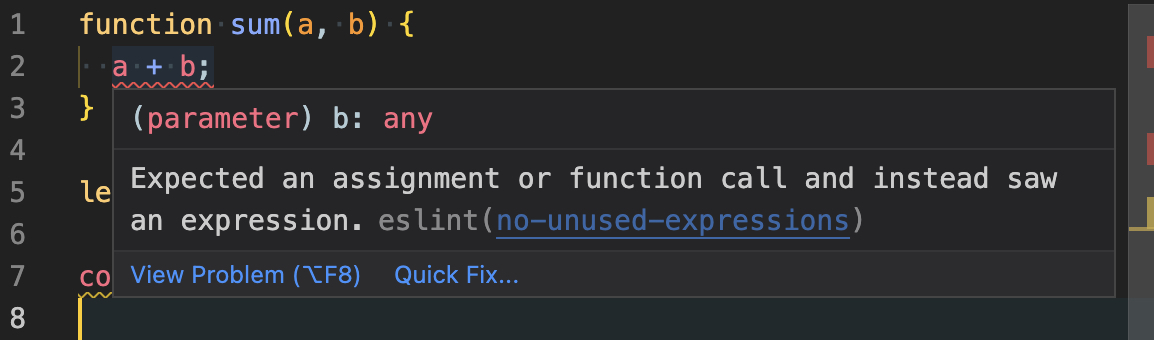 1 function sum(a, b) {
2 a + b;
3 }
(parameter) b: any
4
Expected an assignment or function call and instead saw
5 le
an expression. eslint(no-unused-expressions)
6
7 co
View Problem (⌥F8) Quick Fix...
8